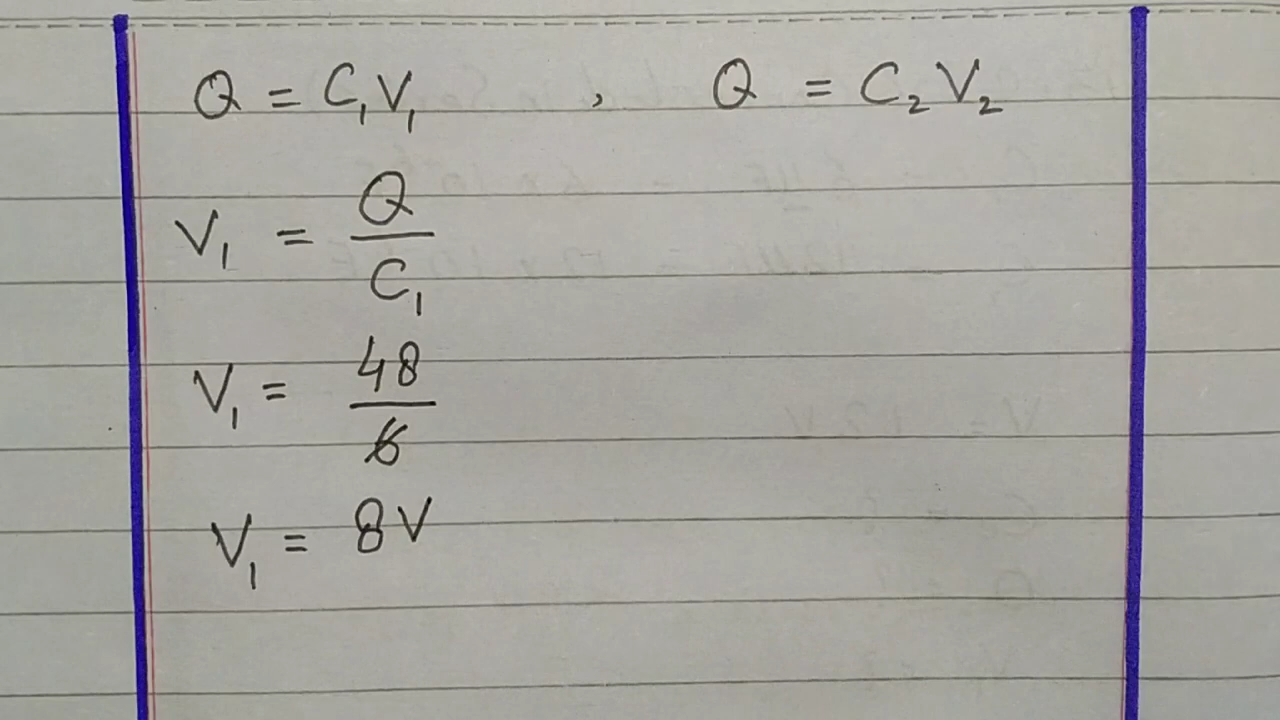 Q = C₁V₁ , Q = C₂V₂
V₁ = Q/C₁
V₁ = 48/6
V₁ = 8V